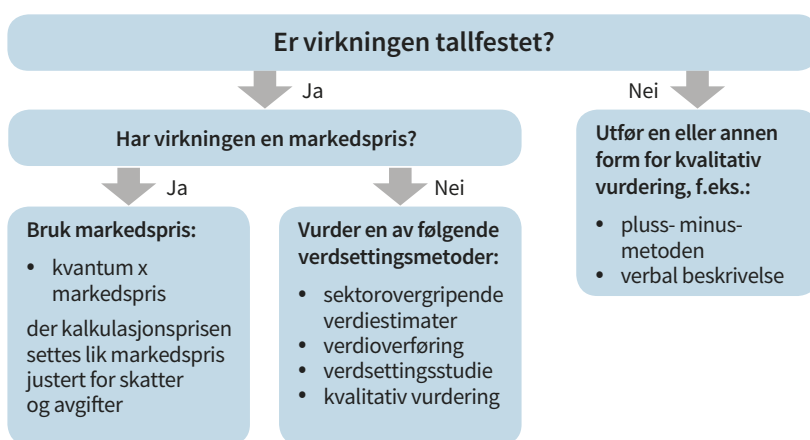 Er virkningen tallfestet?
Ja
Nei
Har virkningen en markedspris?
Ja
Nei
Utfør en eller annen
form for kvalitativ
vurdering, f.eks.:
• pluss- minus-
metoden
• verbal beskrivelse
Bruk markedspris:
• kvantum x
markedspris
der kalkulasjonsprisen
settes lik markedspris
justert for skatter
og avgifter
Vurder en av følgende
verdsettingsmetoder:
• sektorovergripende
verdiestimater
• verdioverføring
• verdsettingsstudie
• kvalitativ vurdering